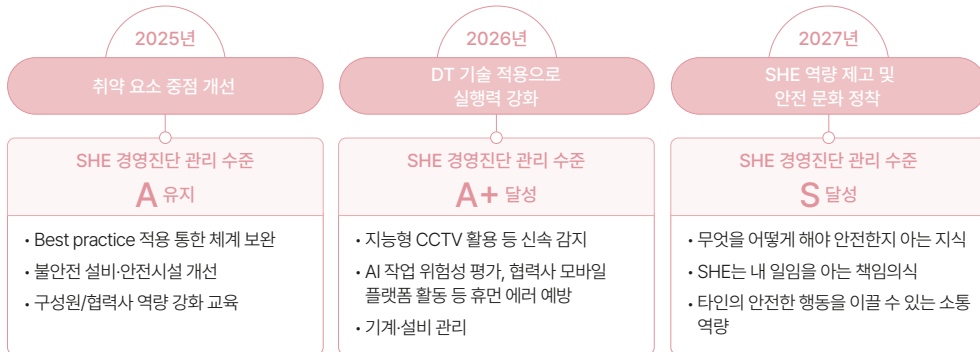 2025년
취약 요소 중점 개선
SHE 경영진단 관리 수준
A 유지
• Best practice 적용 통한 체계 보완
• 불안전 설비·안전시설 개선
• 구성원/협력사 역량 강화 교육
2026년
DT 기술 적용으로
실행력 강화
SHE 경영진단 관리 수준
A+ 달성
• 지능형 CCTV 활용 등 신속 감지
• AI 작업 위험성 평가, 협력사 모바일
플랫폼 활동 등 휴먼 에러 예방
• 기계·설비 관리
2027년
SHE 역량 제고 및
안전 문화 정착
SHE 경영진단 관리 수준
S 달성
• 무엇을 어떻게 해야 안전한지 아는 지식
• SHE는 내 일임을 아는 책임의식
• 타인의 안전한 행동을 이끌 수 있는 소통
역량